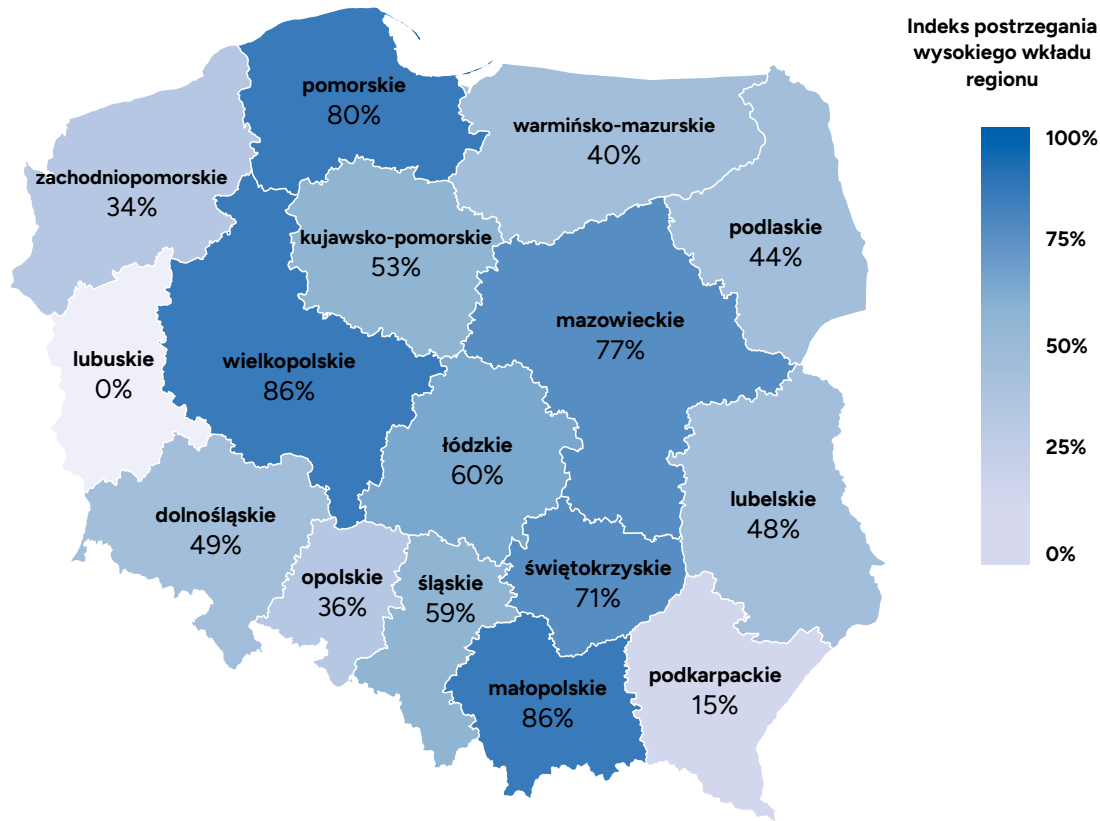 Indeks postrzegania
wysokiego wkładu
regionu
100%
75%
50%
25%
0%
pomorskie
80%
warmińsko-mazurskie
40%
zachodniopomorskie
34%
podlaskie
44%
kujawsko-pomorskie
53%
mazowieckie
77%
lubuskie
0%
wielkopolskie
86%
łódzkie
60%
lubelskie
48%
dolnośląskie
49%
opolskie
36%
śląskie
59%
świętokrzyskie
71%
małopolskie
86%
podkarpackie
15%